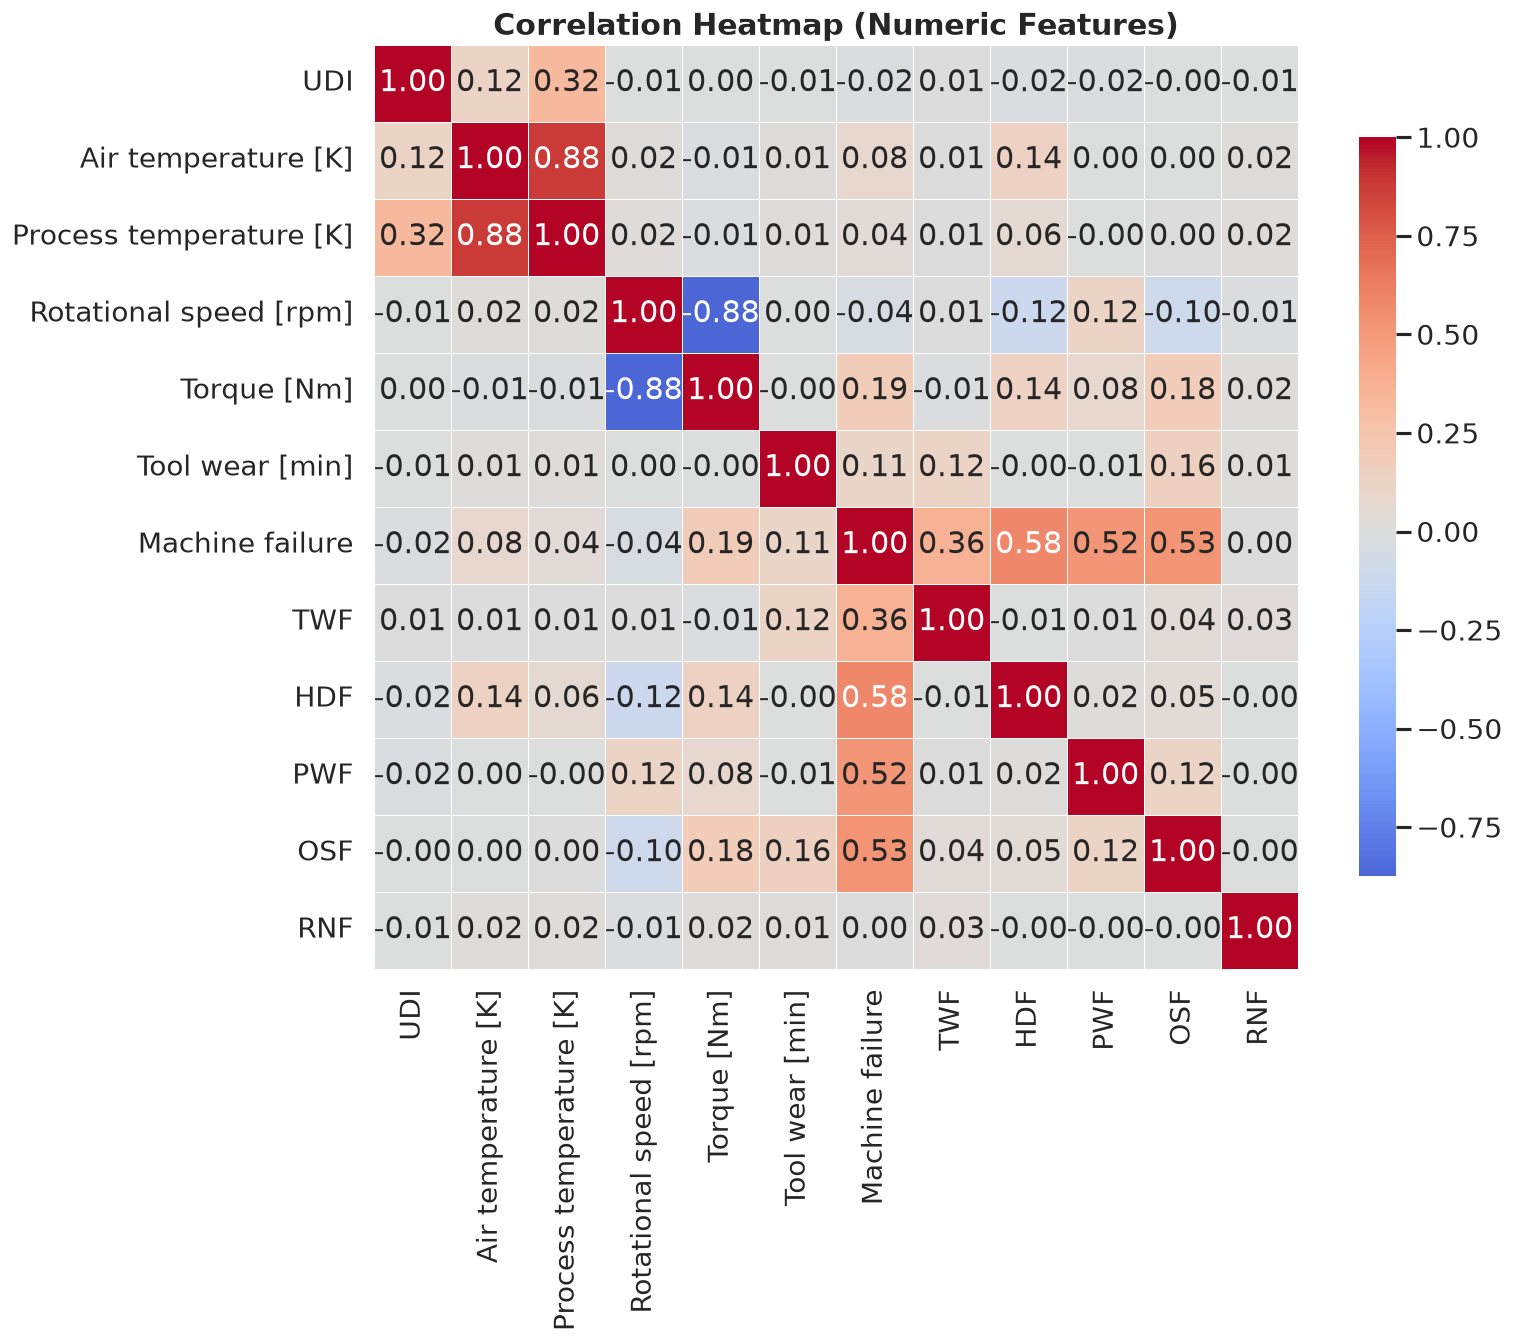 Correlation Heatmap (Numeric Features)
UDI 1.00 0.12 0.32 -0.01 0.00 -0.01 -0.02 0.01 -0.02 -0.02 -0.00 -0.01
Air temperature [K] 0.12 1.00 0.88 0.02 -0.01 0.01 0.08 0.01 0.14 0.00 0.00 0.02
Process temperature [K] 0.32 0.88 1.00 0.02 -0.01 0.01 0.04 0.01 0.06 -0.00 0.00 0.02
Rotational speed [rpm] -0.01 0.02 0.02 1.00 -0.88 0.00 -0.04 0.01 -0.12 0.12 -0.10 -0.01
Torque [Nm] 0.00 -0.01 -0.01 -0.88 1.00 -0.00 0.19 -0.01 0.14 0.08 0.18 0.02
Tool wear [min] -0.01 0.01 0.01 0.00 -0.00 1.00 0.11 0.12 -0.00 -0.01 0.16 0.01
Machine failure -0.02 0.08 0.04 -0.04 0.19 0.11 1.00 0.36 0.58 0.52 0.53 0.00
TWF 0.01 0.01 0.01 0.01 -0.01 0.12 0.36 1.00 -0.01 0.01 0.04 0.03
HDF -0.02 0.14 0.06 -0.12 0.14 -0.00 0.58 -0.01 1.00 0.02 0.05 -0.00
PWF -0.02 0.00 -0.00 0.12 0.08 -0.01 0.52 0.01 0.02 1.00 0.12 -0.00
OSF -0.00 0.00 0.00 -0.10 0.18 0.16 0.53 0.04 0.05 0.12 1.00 -0.00
RNF -0.01 0.02 0.02 -0.01 0.02 0.01 0.00 0.03 -0.00 -0.00 -0.00 1.00
UDI
Air temperature [K]
Process temperature [K]
Rotational speed [rpm]
Torque [Nm]
Tool wear [min]
Machine failure
TWF
HDF
PWF
OSF
RNF
1.00
0.75
0.50
0.25
0.00
−0.25
−0.50
−0.75